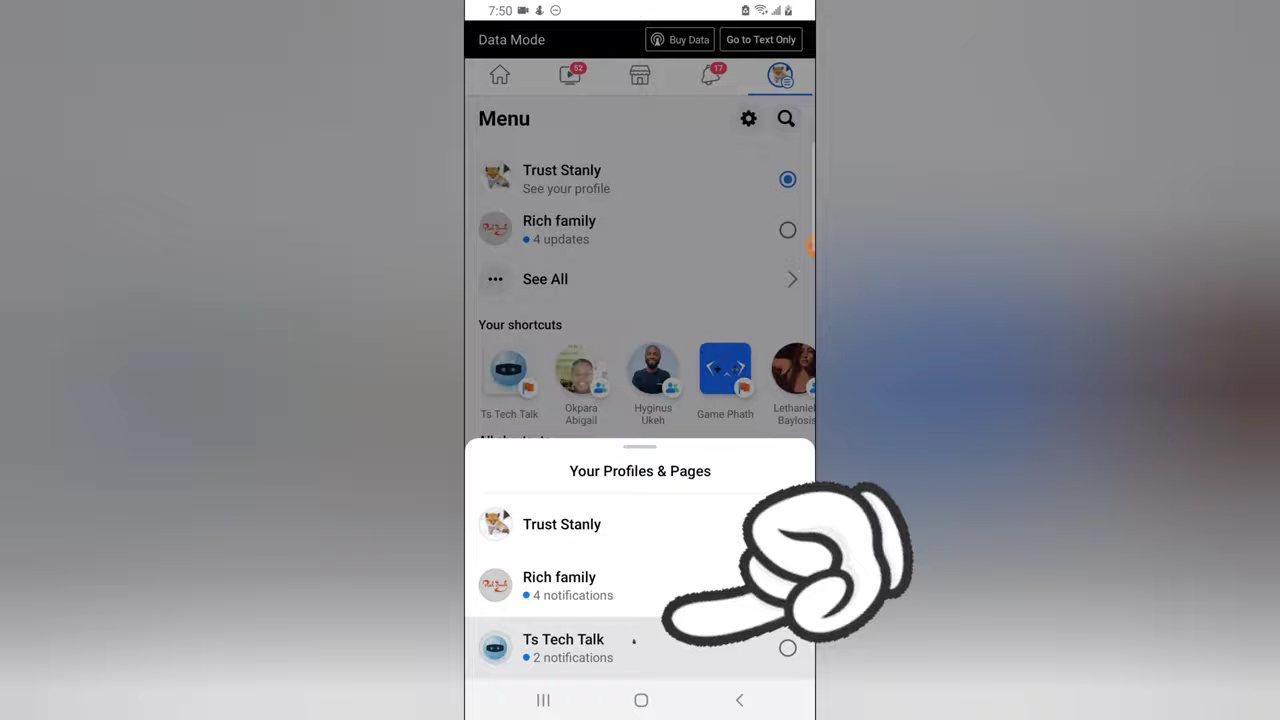 7:50
Data Mode
Buy Data
Go to Text Only
52
17
Menu
Trust Stanly
See your profile
Rich family
4 updates
See All
Your shortcuts
Ts Tech Talk
Okpara Abigail
Hyginus Ukeh
Game Phath
Lethaniel Baylosis
Your Profiles & Pages
Trust Stanly
Rich family
4 notifications
Ts Tech Talk
2 notifications